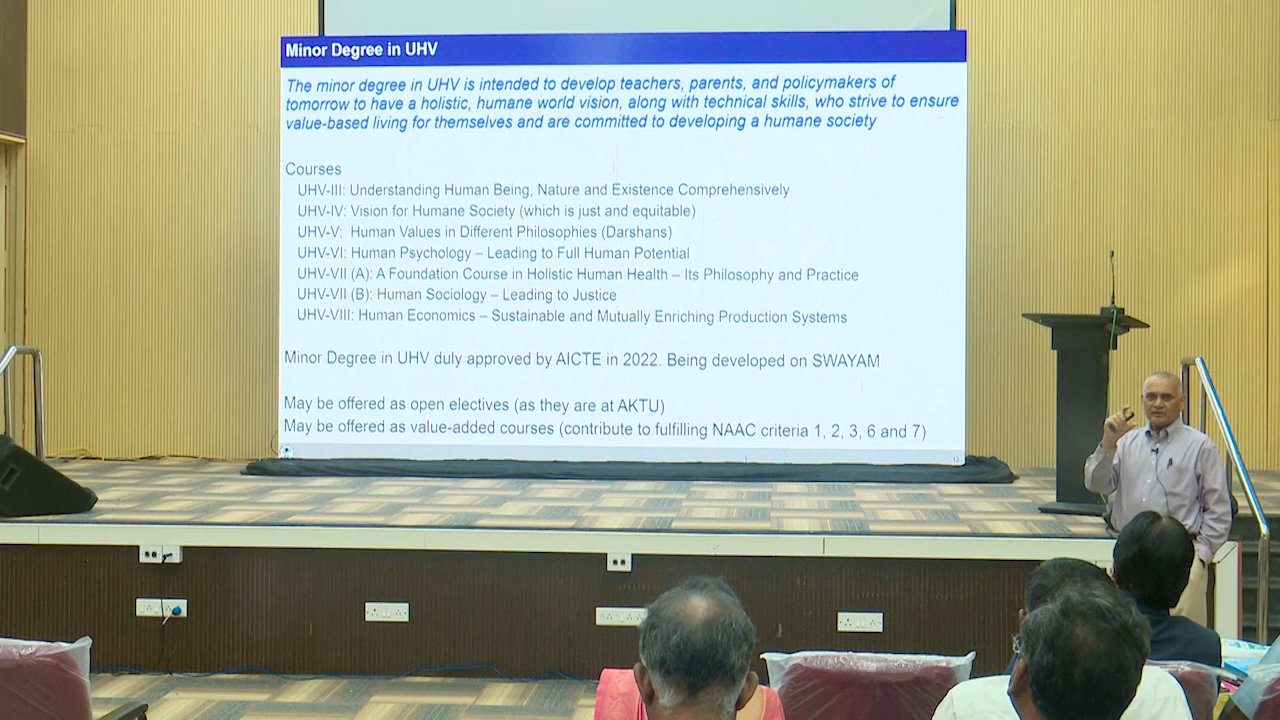 Minor Degree in UHV
The minor degree in UHV is intended to develop teachers, parents, and policymakers of
tomorrow to have a holistic, humane world vision, along with technical skills, who strive to ensure
value-based living for themselves and are committed to developing a humane society
Courses
UHV-III: Understanding Human Being, Nature and Existence Comprehensively
UHV-IV: Vision for Humane Society (which is just and equitable)
UHV-V: Human Values in Different Philosophies (Darshans)
UHV-VI: Human Psychology – Leading to Full Human Potential
UHV-VII (A): A Foundation Course in Holistic Human Health – Its Philosophy and Practice
UHV-VII (B): Human Sociology – Leading to Justice
UHV-VIII: Human Economics – Sustainable and Mutually Enriching Production Systems
Minor Degree in UHV duly approved by AICTE in 2022. Being developed on SWAYAM
May be offered as open electives (as they are at AKTU)
May be offered as value-added courses (contribute to fulfilling NAAC criteria 1, 2, 3, 6 and 7)
13